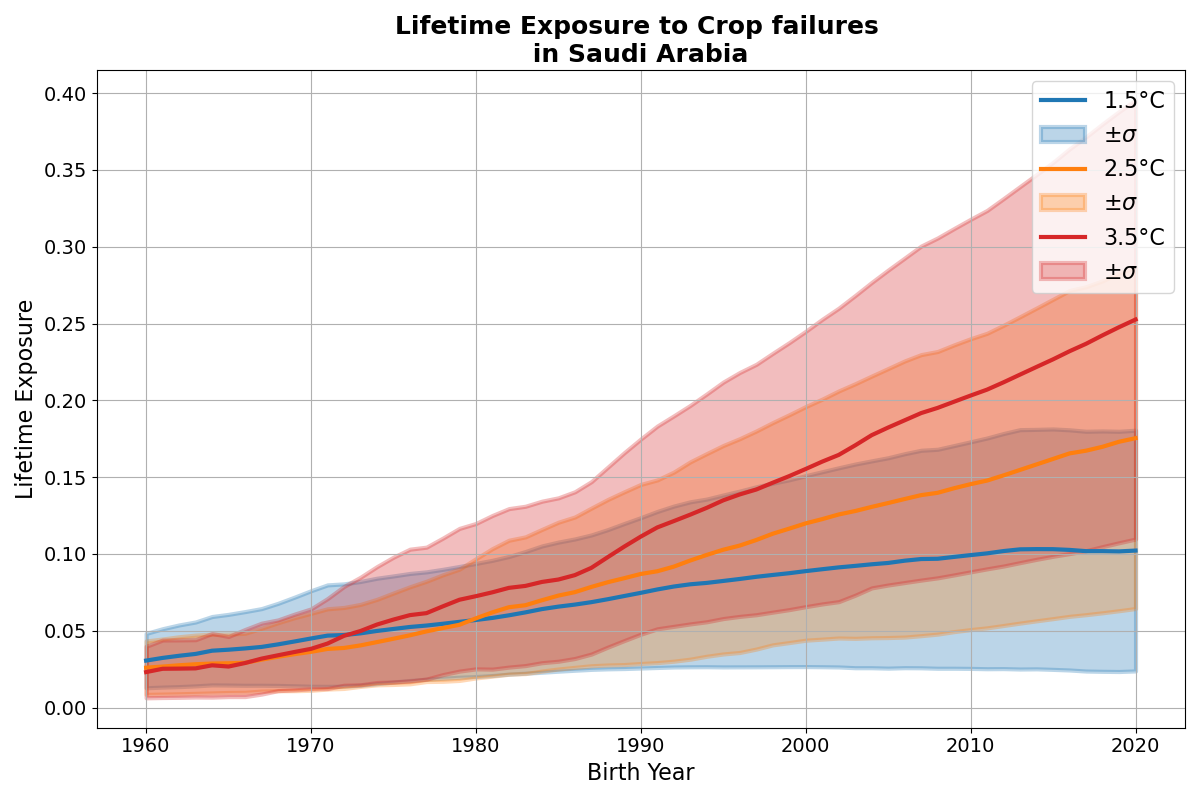 Lifetime Exposure to Crop failures
in Saudi Arabia
Lifetime Exposure
0.40
0.35
0.30
0.25
0.20
0.15
0.10
0.05
0.00
1.5°C
±σ
2.5°C
±σ
3.5°C
±σ
1960 1970 1980 1990 2000 2010 2020
Birth Year